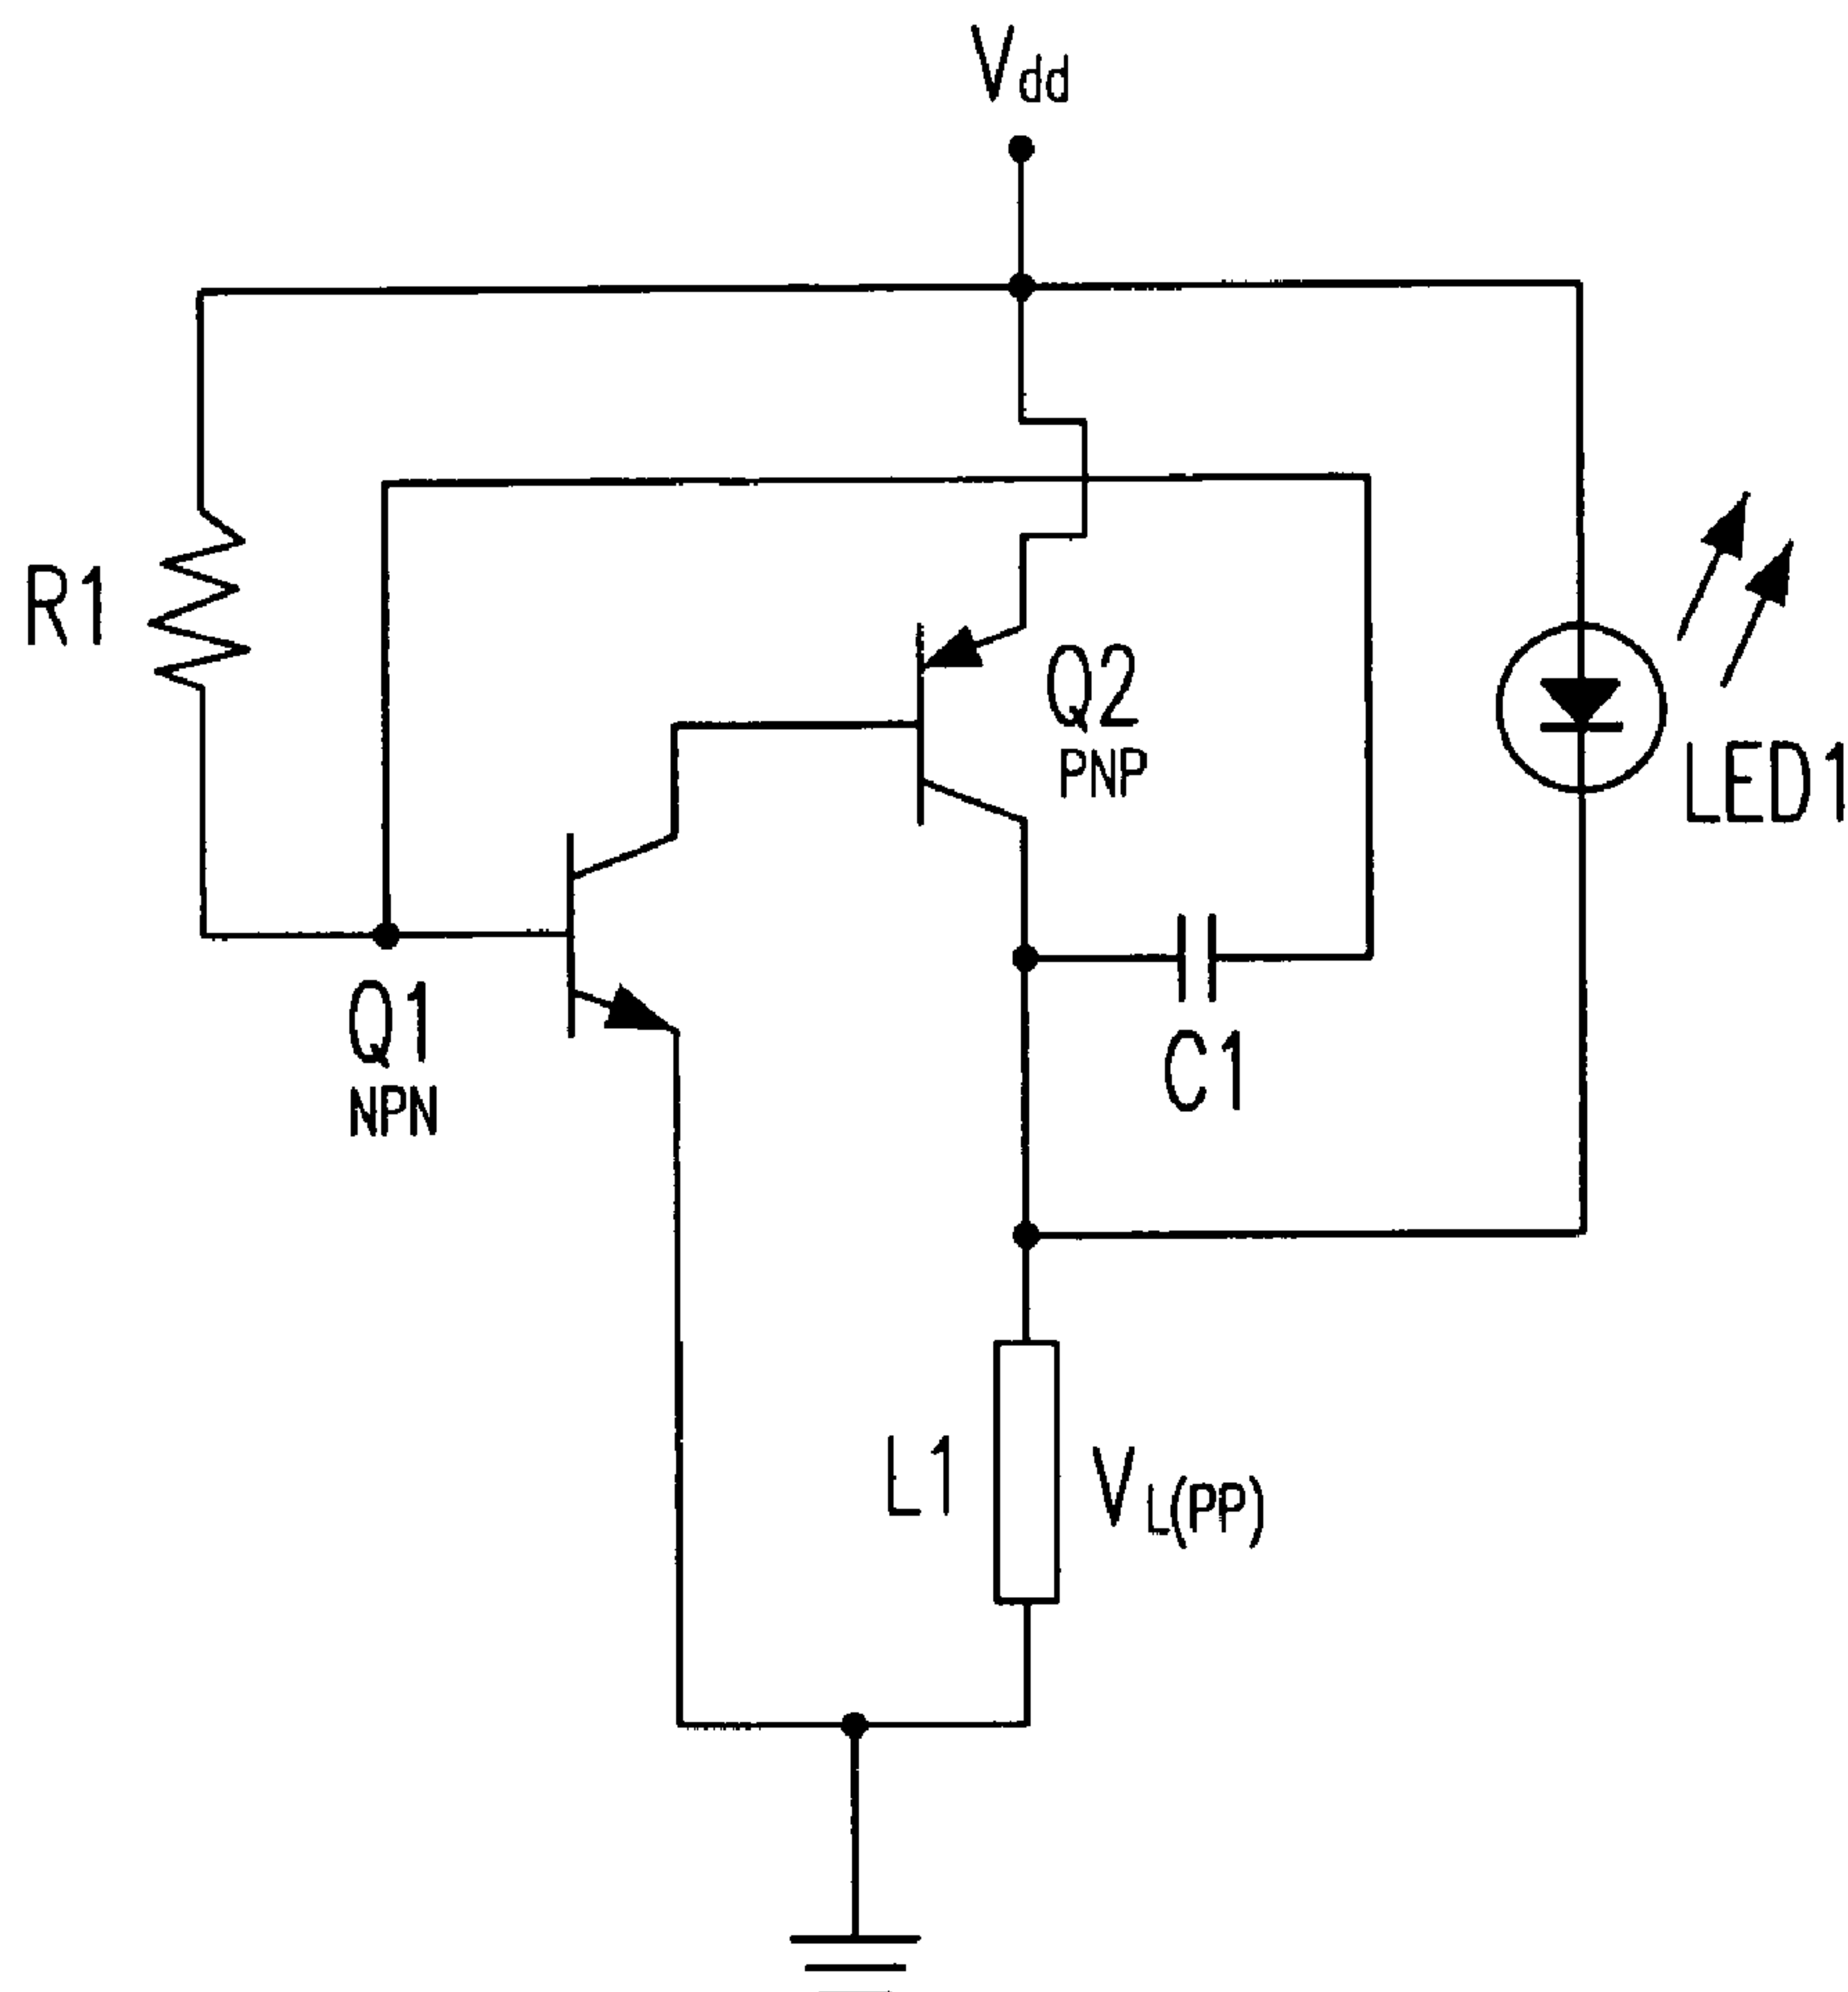 Vdd
R1
Q2
PNP
LED1
Q1
NPN
C1
L1
VL(PP)